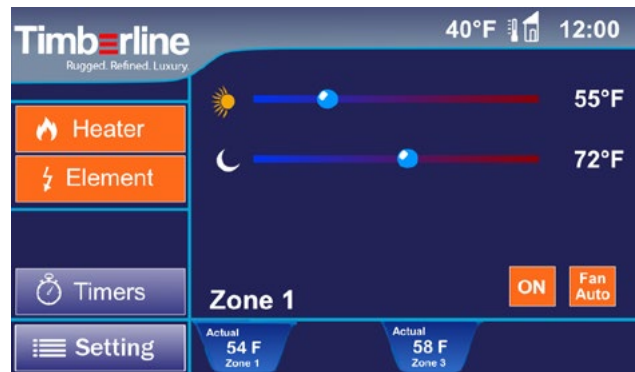 Timberline
Rugged. Refined. Luxury.
40°F 12:00
55°F
72°F
Heater
Element
Timers
Setting
Zone 1
ON
Fan
Auto
Actual
54 F
Zone 1
Actual
58 F
Zone 3